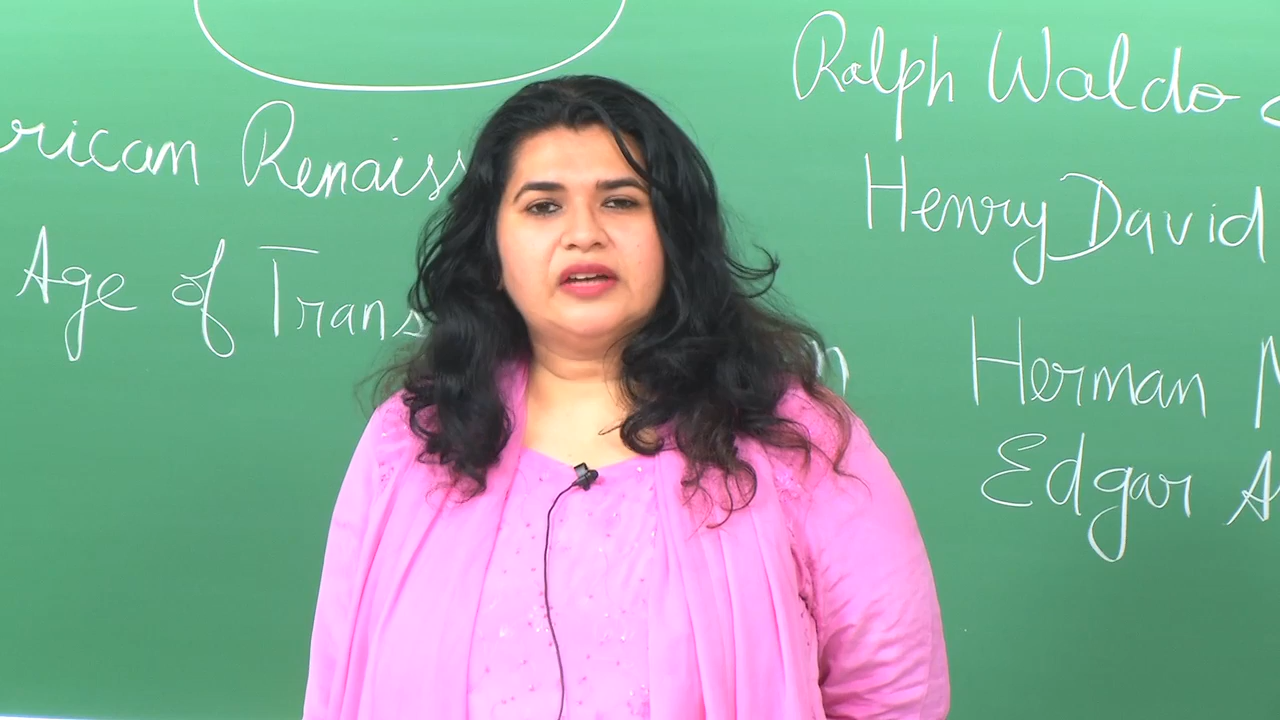 rican Renaiss
Age of Trans
Ralph Waldo
Henry David
Herman
Edgar